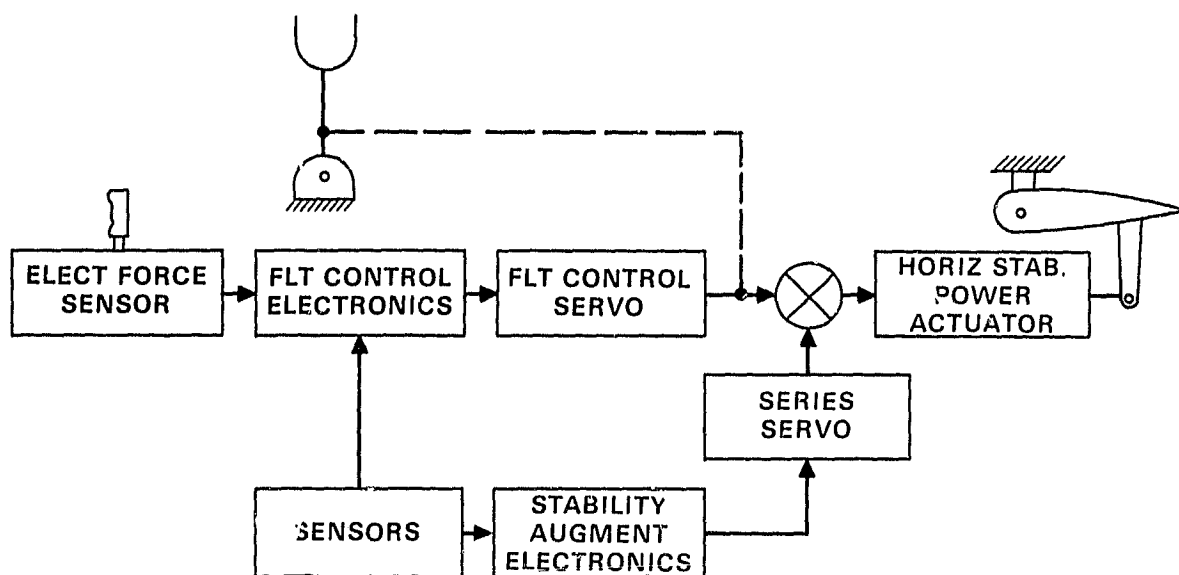 ELECT FORCE
SENSOR
FLT CONTROL
ELECTRONICS
FLT CONTROL
SERVO
HORIZ STAB.
POWER
ACTUATOR
SERIES
SERVO
SENSORS
STABILITY
AUGMENT
ELECTRONICS